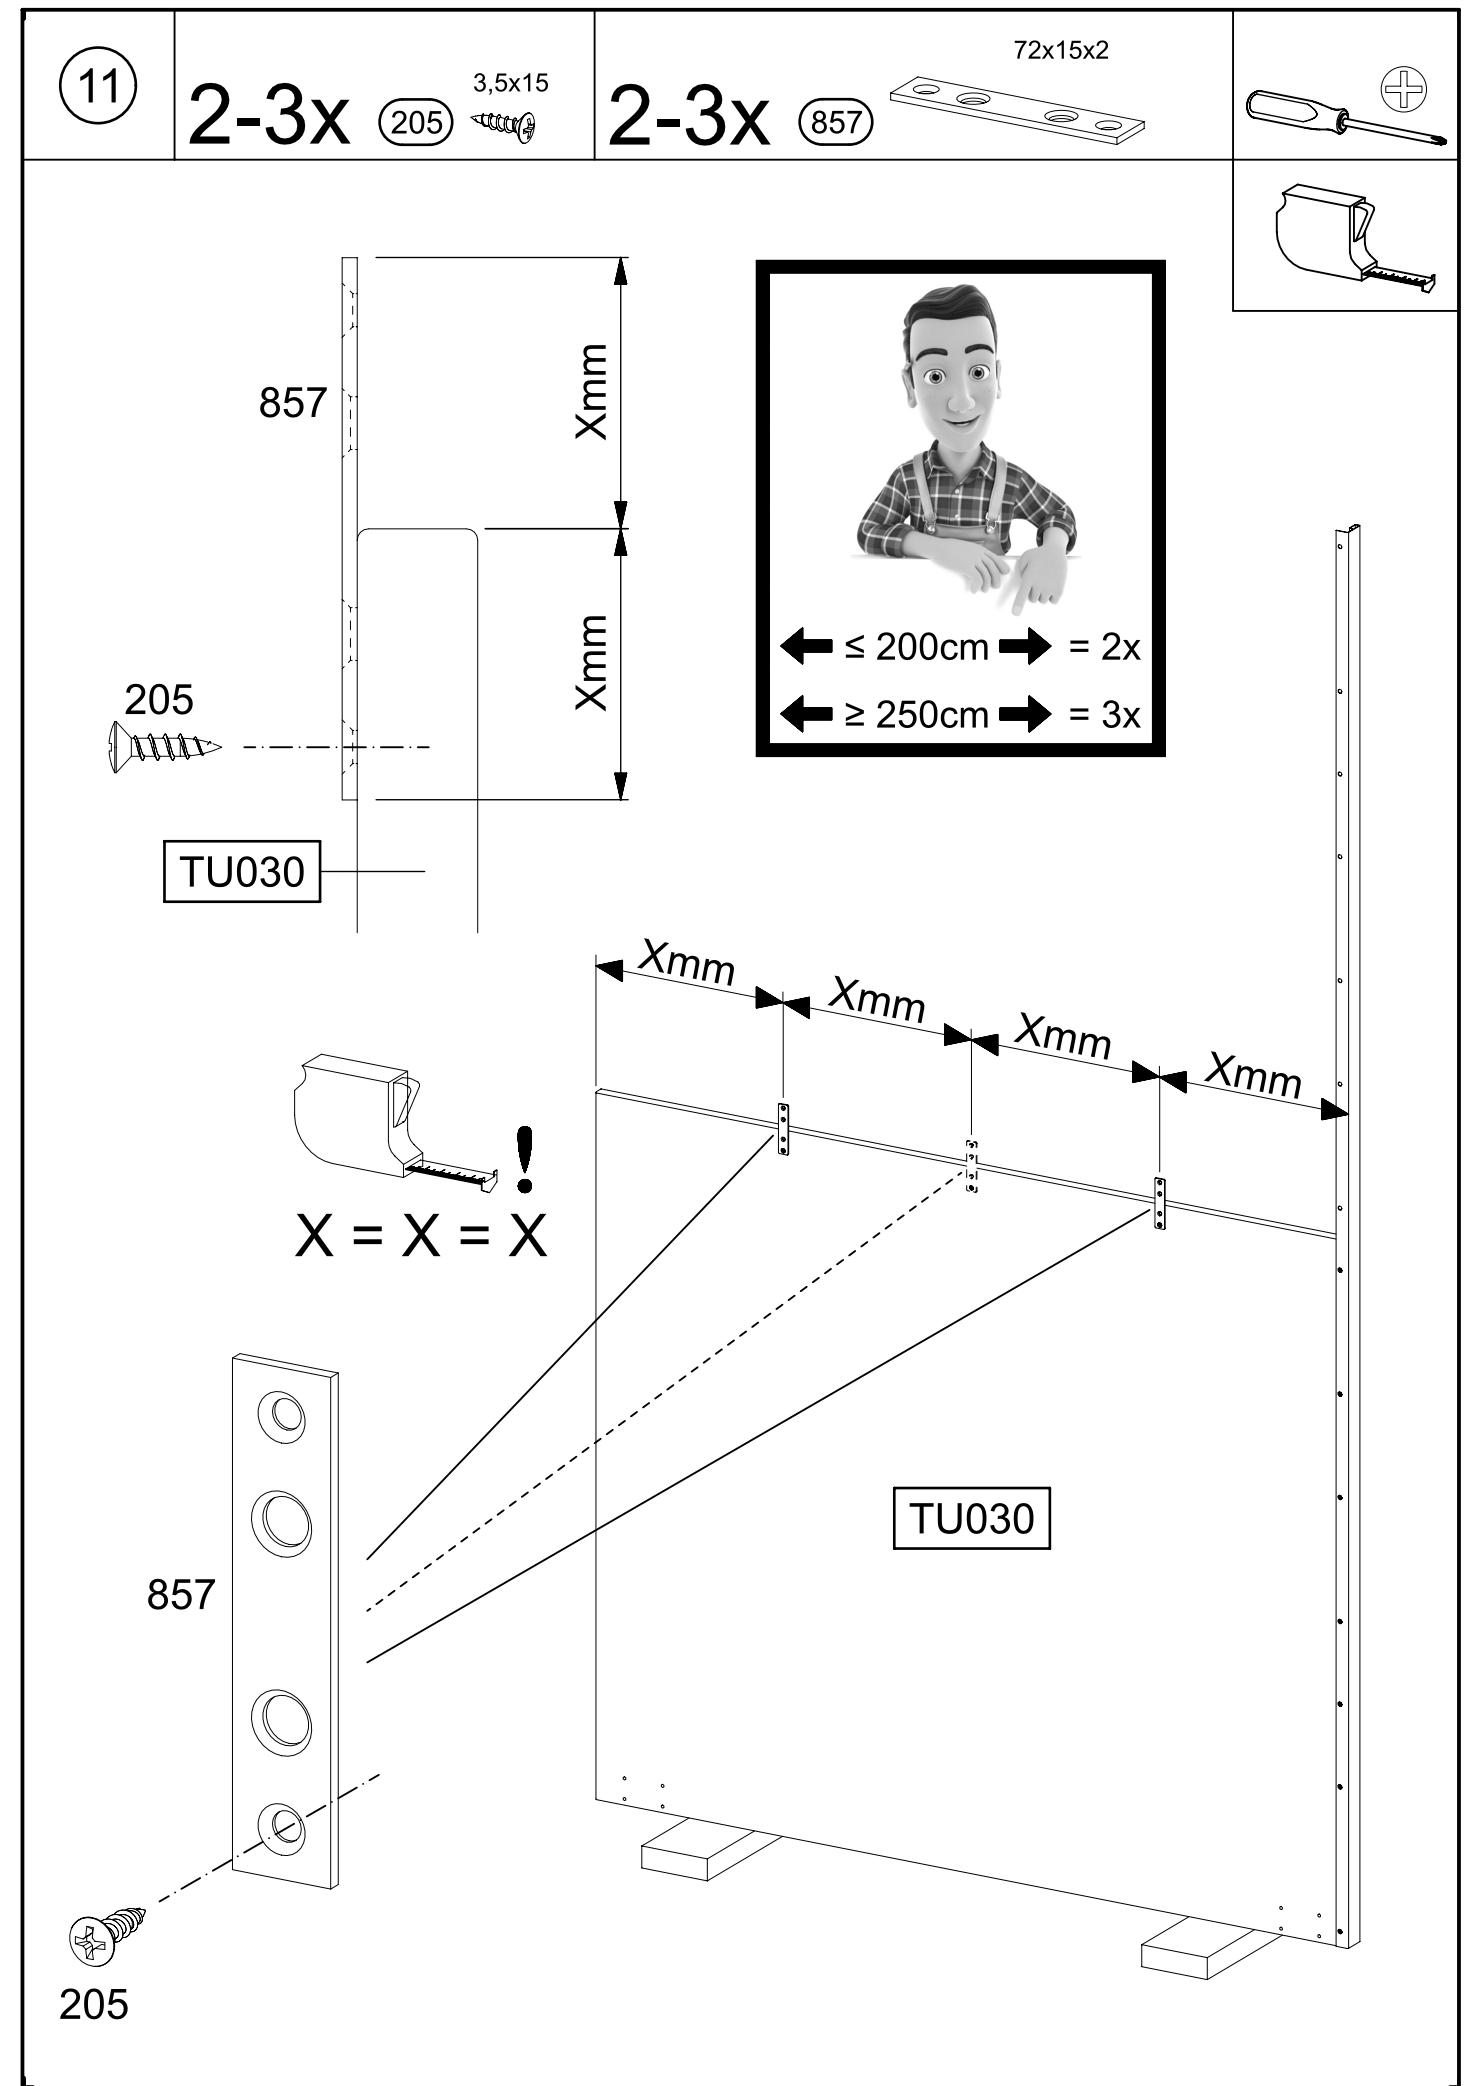 11
2-3x 205 3,5x15
2-3x 857 72x15x2
857
Xmm
Xmm
205
TU030
≤ 200cm = 2x
≥ 250cm = 3x
Xmm
Xmm
Xmm
Xmm
!
X = X = X
857
TU030
205